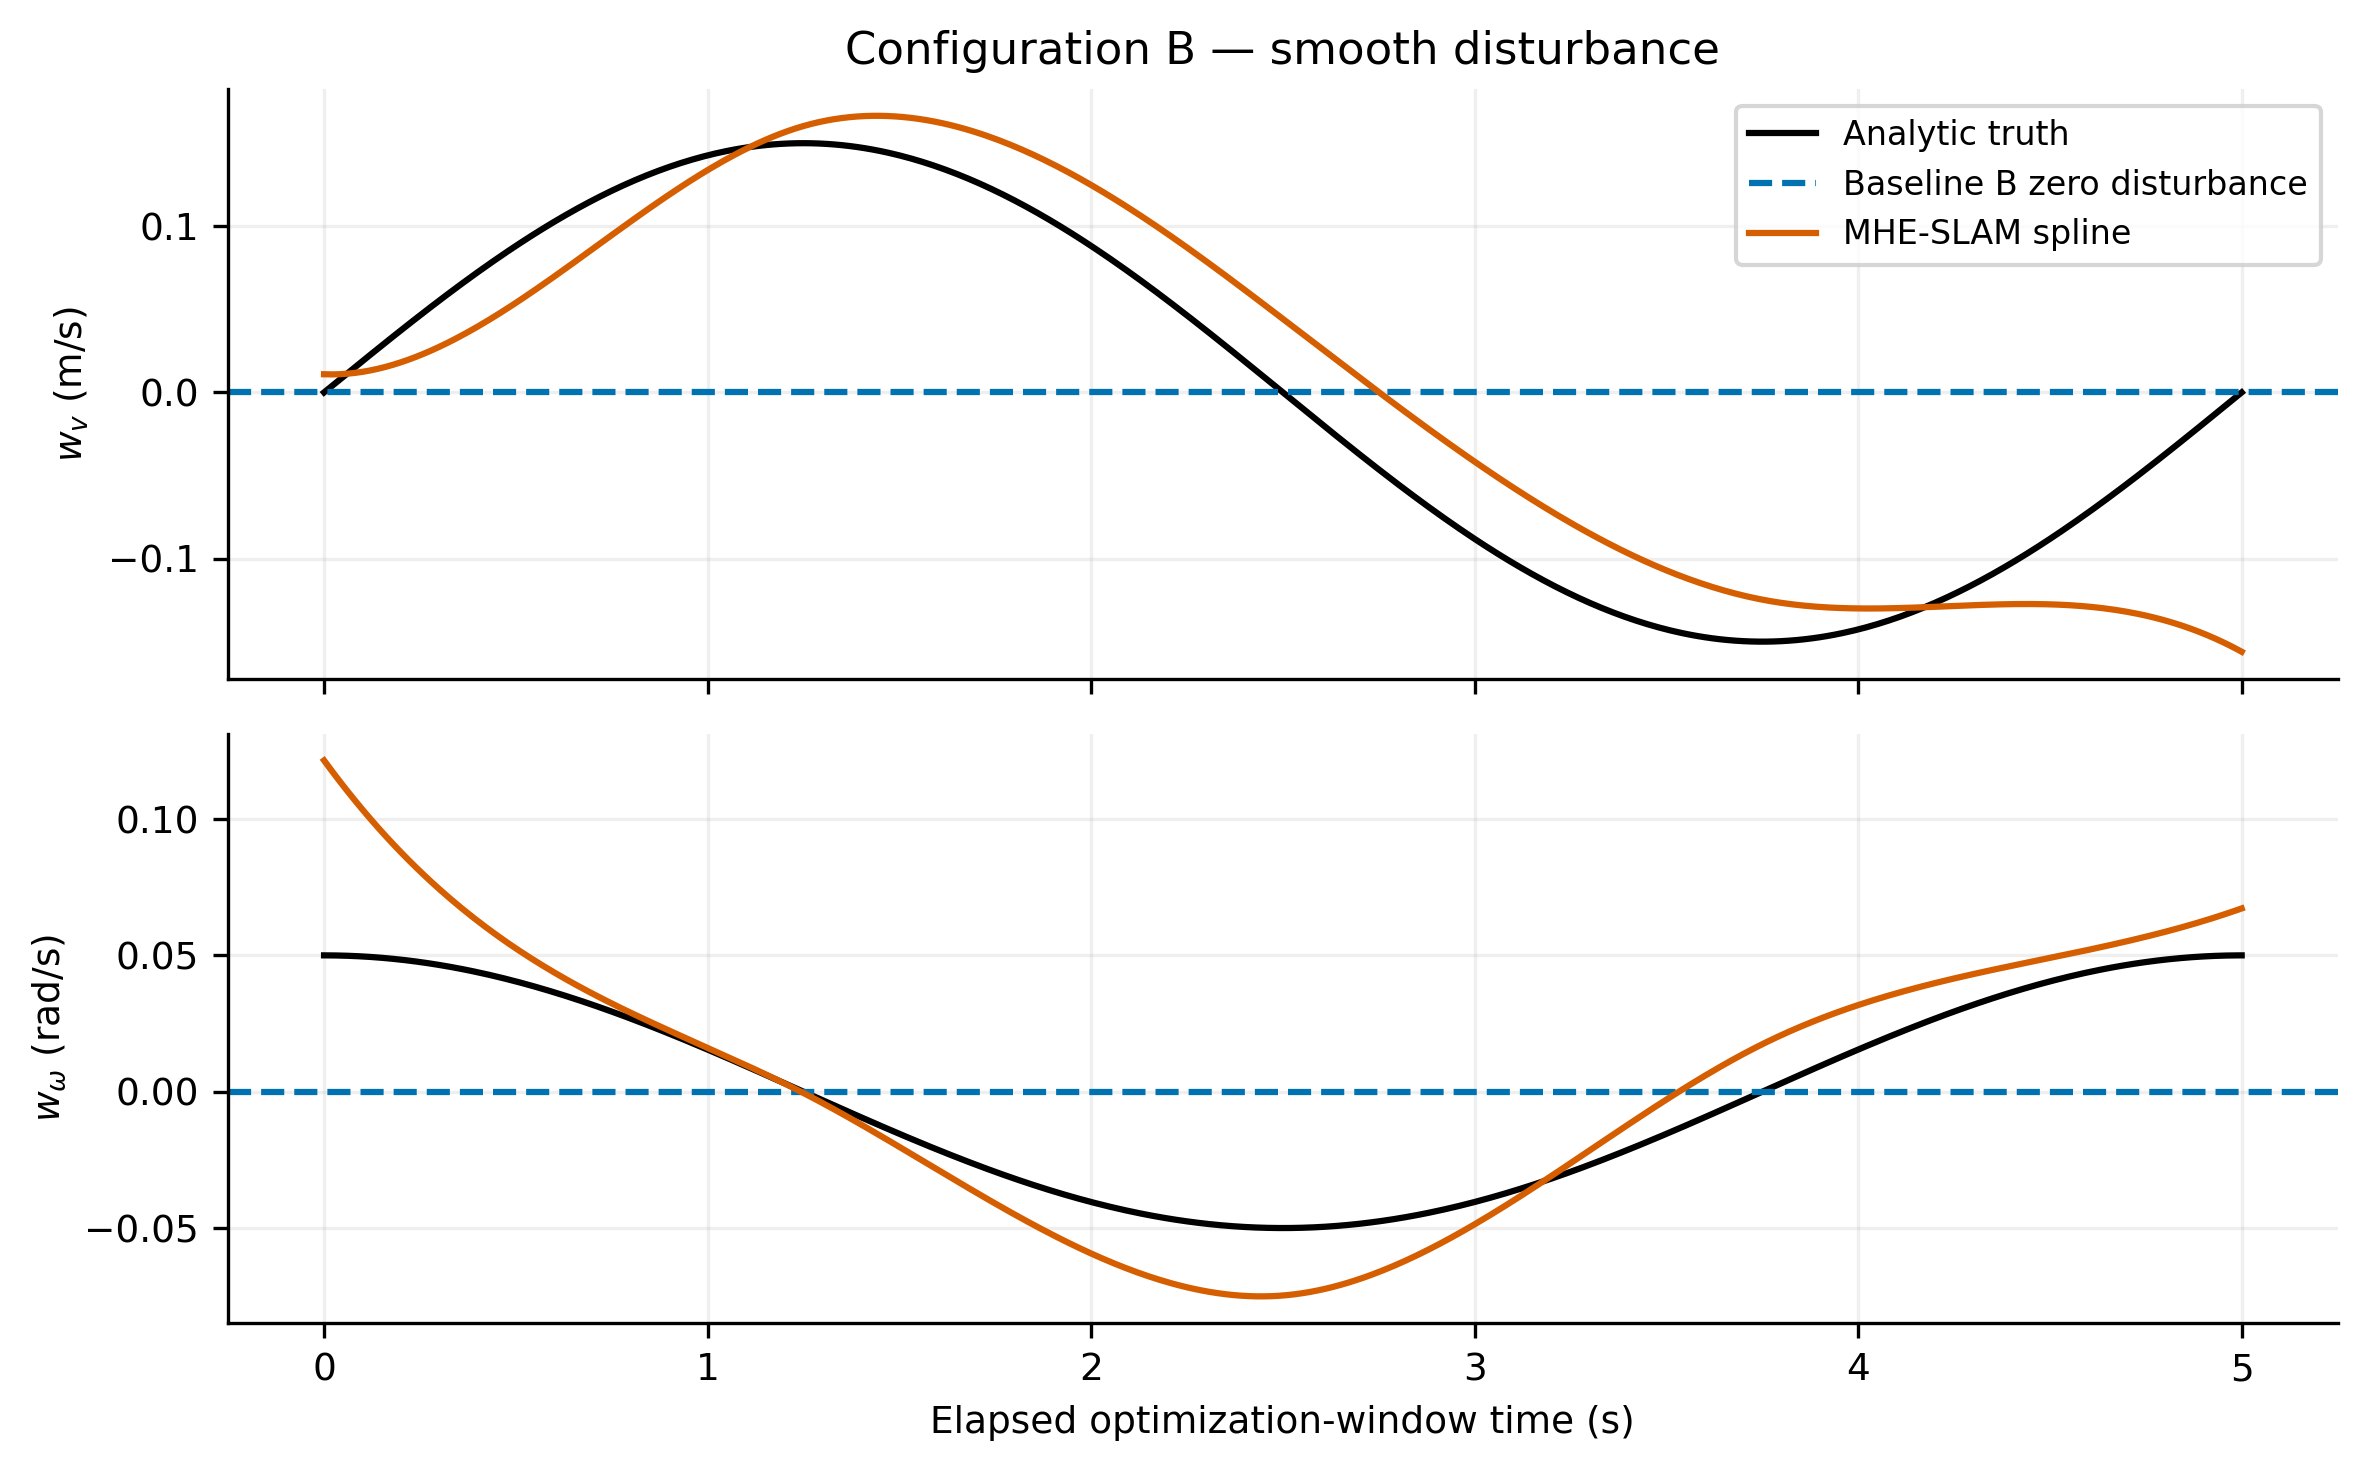 Configuration B — smooth disturbance
Analytic truth
Baseline B zero disturbance
MHE-SLAM spline
w_v (m/s)
0.1
0.0
−0.1
w_ω (rad/s)
0.10
0.05
0.00
−0.05
0 1 2 3 4 5
Elapsed optimization-window time (s)